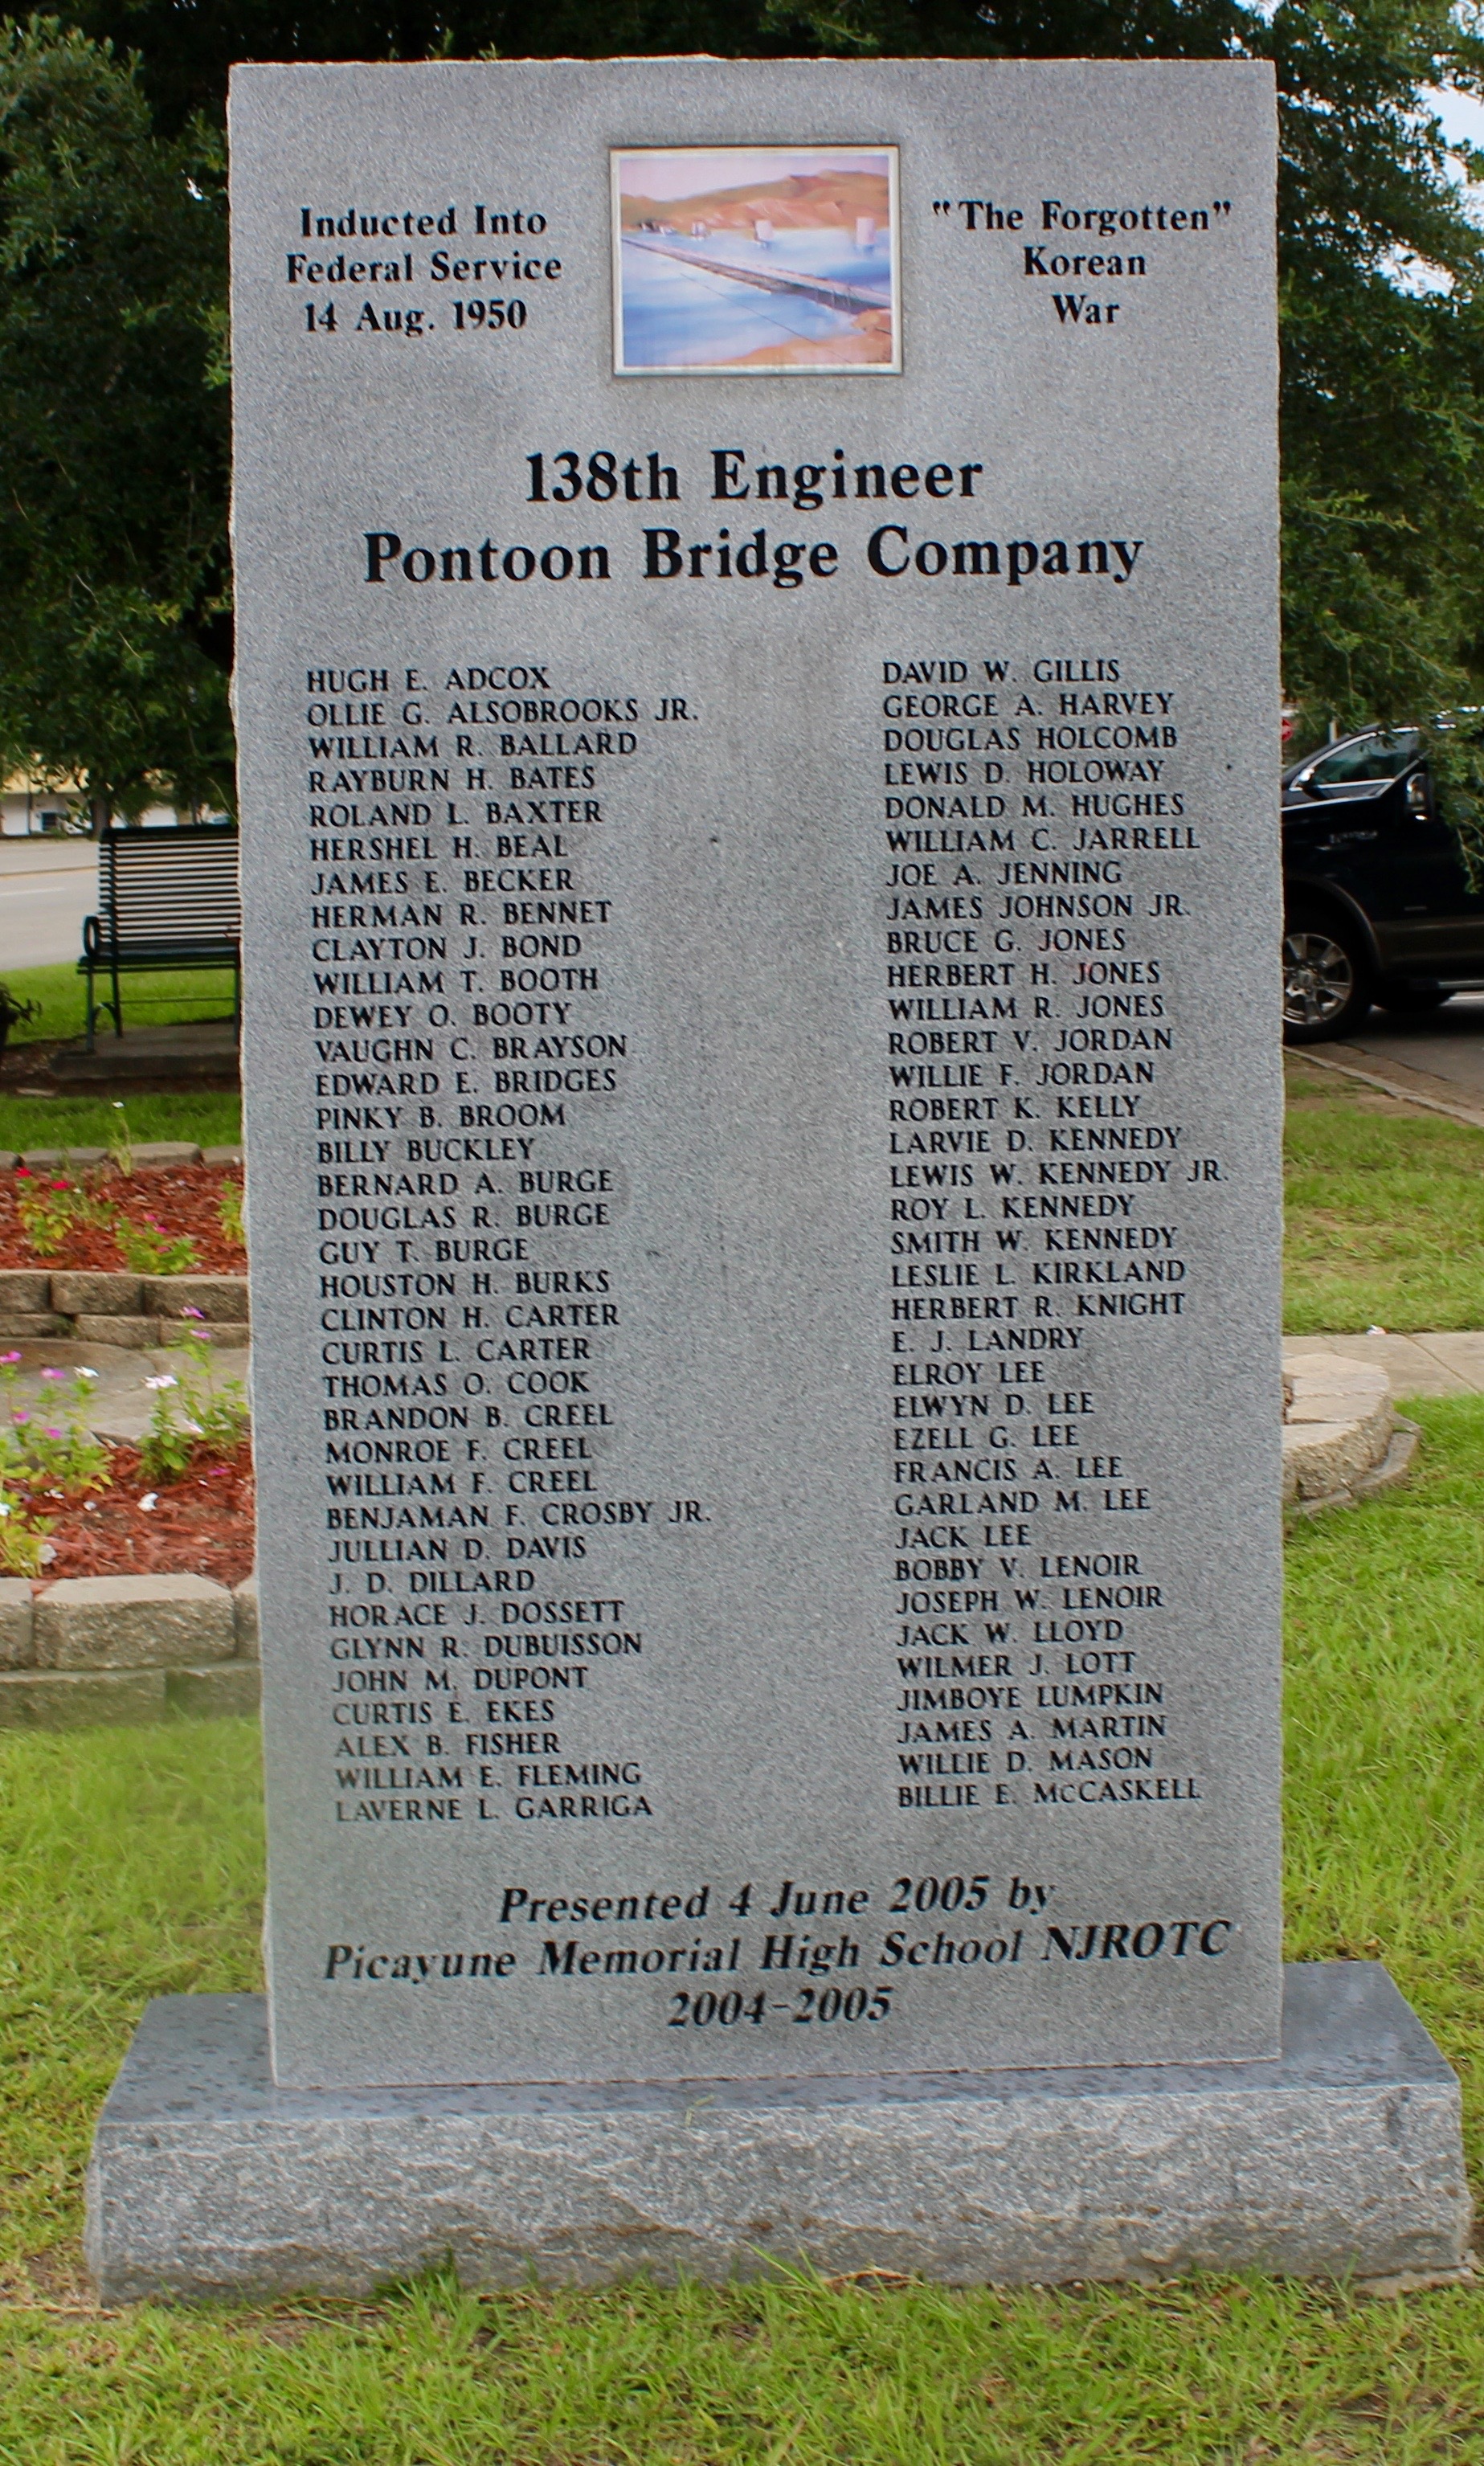 Inducted Into
Federal Service
14 Aug. 1950
"The Forgotten"
Korean
War
138th Engineer
Pontoon Bridge Company
HUGH E. ADCOX
OLLIE G. ALSOBROOKS JR.
WILLIAM R. BALLARD
RAYBURN H. BATES
ROLAND L. BAXTER
HERSHEL H. BEAL
JAMES E. BECKER
HERMAN R. BENNET
CLAYTON J. BOND
WILLIAM T. BOOTH
DEWEY O. BOOTY
VAUGHN C. BRAYSON
EDWARD E. BRIDGES
PINKY B. BROOM
BILLY BUCKLEY
BERNARD A. BURGE
DOUGLAS R. BURGE
GUY T. BURGE
HOUSTON H. BURKS
CLINTON H. CARTER
CURTIS L. CARTER
THOMAS O. COOK
BRANDON B. CREEL
MONROE F. CREEL
WILLIAM F. CREEL
BENJAMAN F. CROSBY JR.
JULLIAN D. DAVIS
J. D. DILLARD
HORACE J. DOSSETT
GLYNN R. DUBUISSON
JOHN M. DUPONT
CURTIS E. EKES
ALEX B. FISHER
WILLIAM E. FLEMING
LAVERNE L. GARRIGA
DAVID W. GILLIS
GEORGE A. HARVEY
DOUGLAS HOLCOMB
LEWIS D. HOLOWAY
DONALD M. HUGHES
WILLIAM C. JARRELL
JOE A. JENNING
JAMES JOHNSON JR.
BRUCE G. JONES
HERBERT H. JONES
WILLIAM R. JONES
ROBERT V. JORDAN
WILLIE F. JORDAN
ROBERT K. KELLY
LARVIE D. KENNEDY
LEWIS W. KENNEDY JR.
ROY L. KENNEDY
SMITH W. KENNEDY
LESLIE L. KIRKLAND
HERBERT R. KNIGHT
E. J. LANDRY
ELROY LEE
ELWYN D. LEE
EZELL G. LEE
FRANCIS A. LEE
GARLAND M. LEE
JACK LEE
BOBBY V. LENOIR
JOSEPH W. LENOIR
JACK W. LLOYD
WILMER J. LOTT
JIMBOYE LUMPKIN
JAMES A. MARTIN
WILLIE D. MASON
BILLIE E. McCASKELL
Presented 4 June 2005 by
Picayune Memorial High School NJROTC
2004-2005